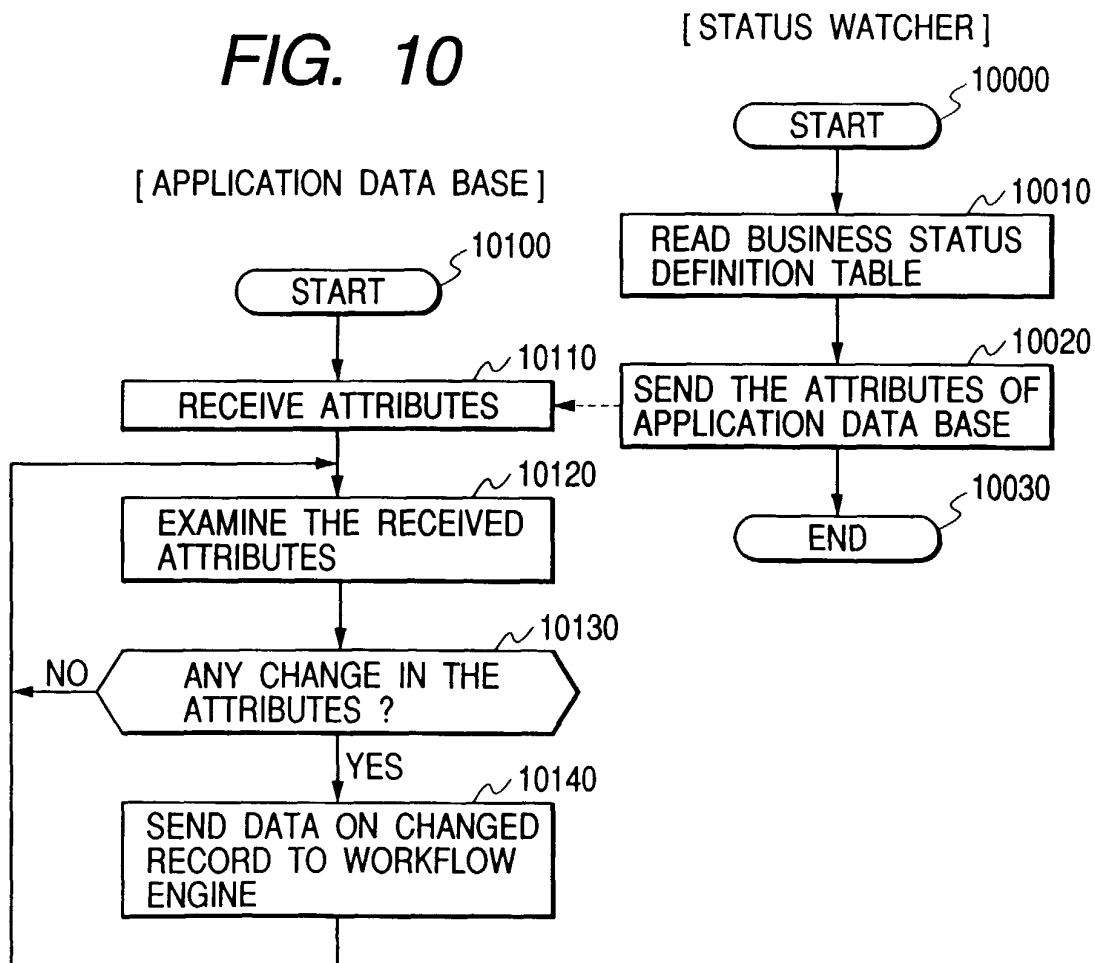 FIG. 10
[ STATUS WATCHER ]
10000
START
10010
READ BUSINESS STATUS
DEFINITION TABLE
10020
SEND THE ATTRIBUTES OF
APPLICATION DATA BASE
10030
END
[ APPLICATION DATA BASE ]
10100
START
10110
RECEIVE ATTRIBUTES
10120
EXAMINE THE RECEIVED
ATTRIBUTES
10130
NO
ANY CHANGE IN THE
ATTRIBUTES ?
YES
10140
SEND DATA ON CHANGED
RECORD TO WORKFLOW
ENGINE